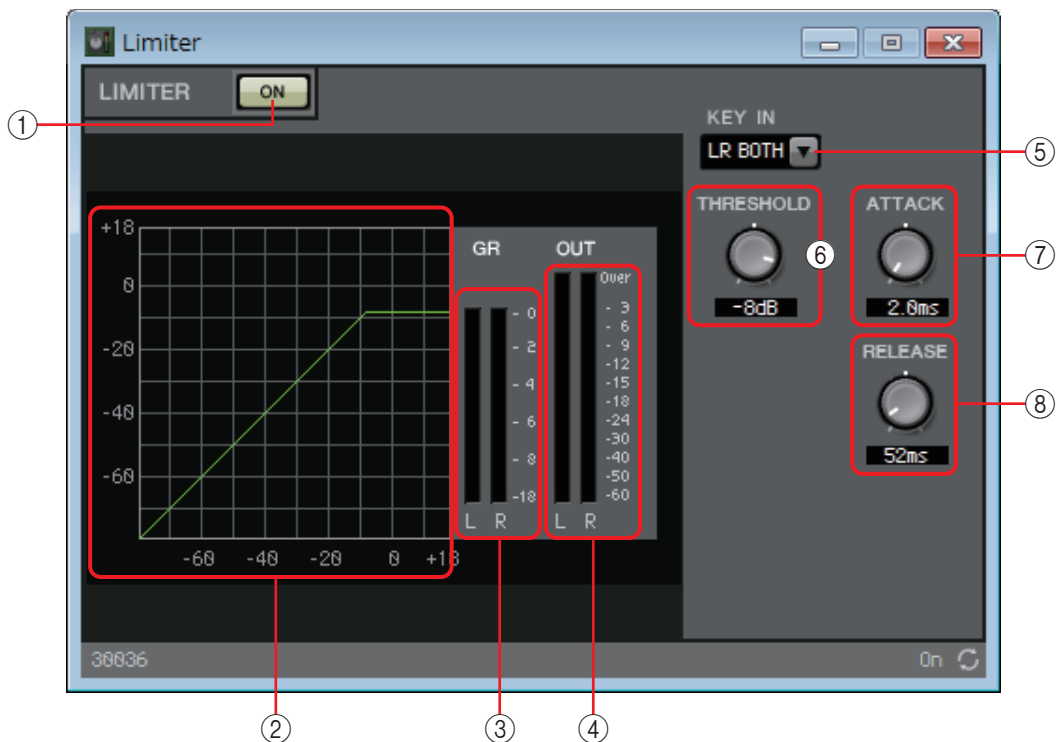 Limiter
LIMITER
ON
①
KEY IN
LR BOTH
⑤
THRESHOLD
-8dB
⑥
ATTACK
2.0ms
⑦
RELEASE
52ms
⑧
+18
0
-20
-40
-60
-60 -40 -20 0 +18
②
GR
0
- 2
- 4
- 6
- 8
-18
L R
③
OUT
Over
- 3
- 6
- 9
-12
-15
-18
-24
-30
-40
-50
-60
L R
④
30036
On